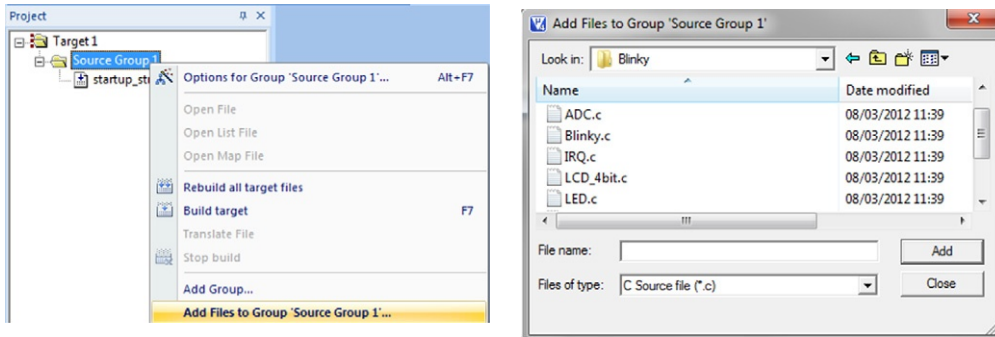 Project
Target 1
Source Group 1
startup_st
Options for Group 'Source Group 1'... Alt+F7
Open File
Open List File
Open Map File
Rebuild all target files
Build target F7
Translate File
Stop build
Add Group...
Add Files to Group 'Source Group 1'...
Add Files to Group 'Source Group 1'
Look in: Blinky
Name Date modified
ADC.c 08/03/2012 11:39
Blinky.c 08/03/2012 11:39
IRQ.c 08/03/2012 11:39
LCD_4bit.c 08/03/2012 11:39
LED.c 08/03/2012 11:39
File name: Add
Files of type: C Source file (*.c) Close